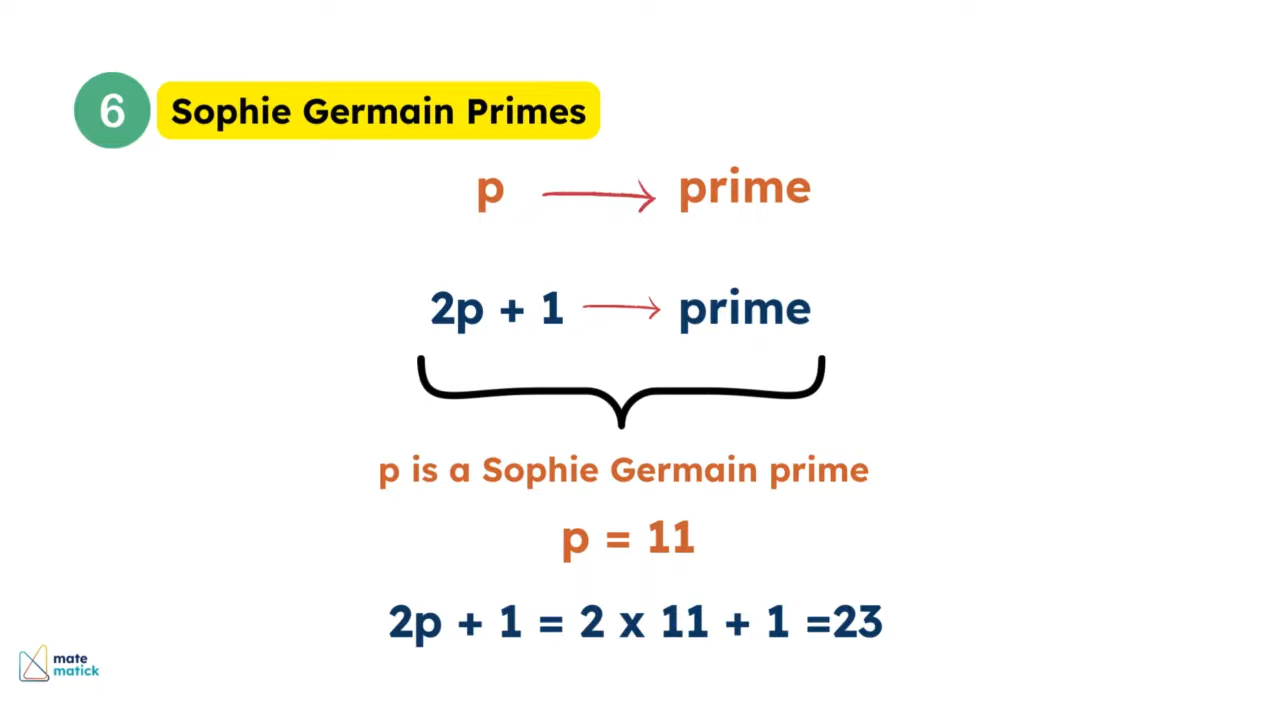 6 Sophie Germain Primes
p → prime
2p + 1 → prime
p is a Sophie Germain prime
p = 11
2p + 1 = 2 x 11 + 1 =23
mate
matick